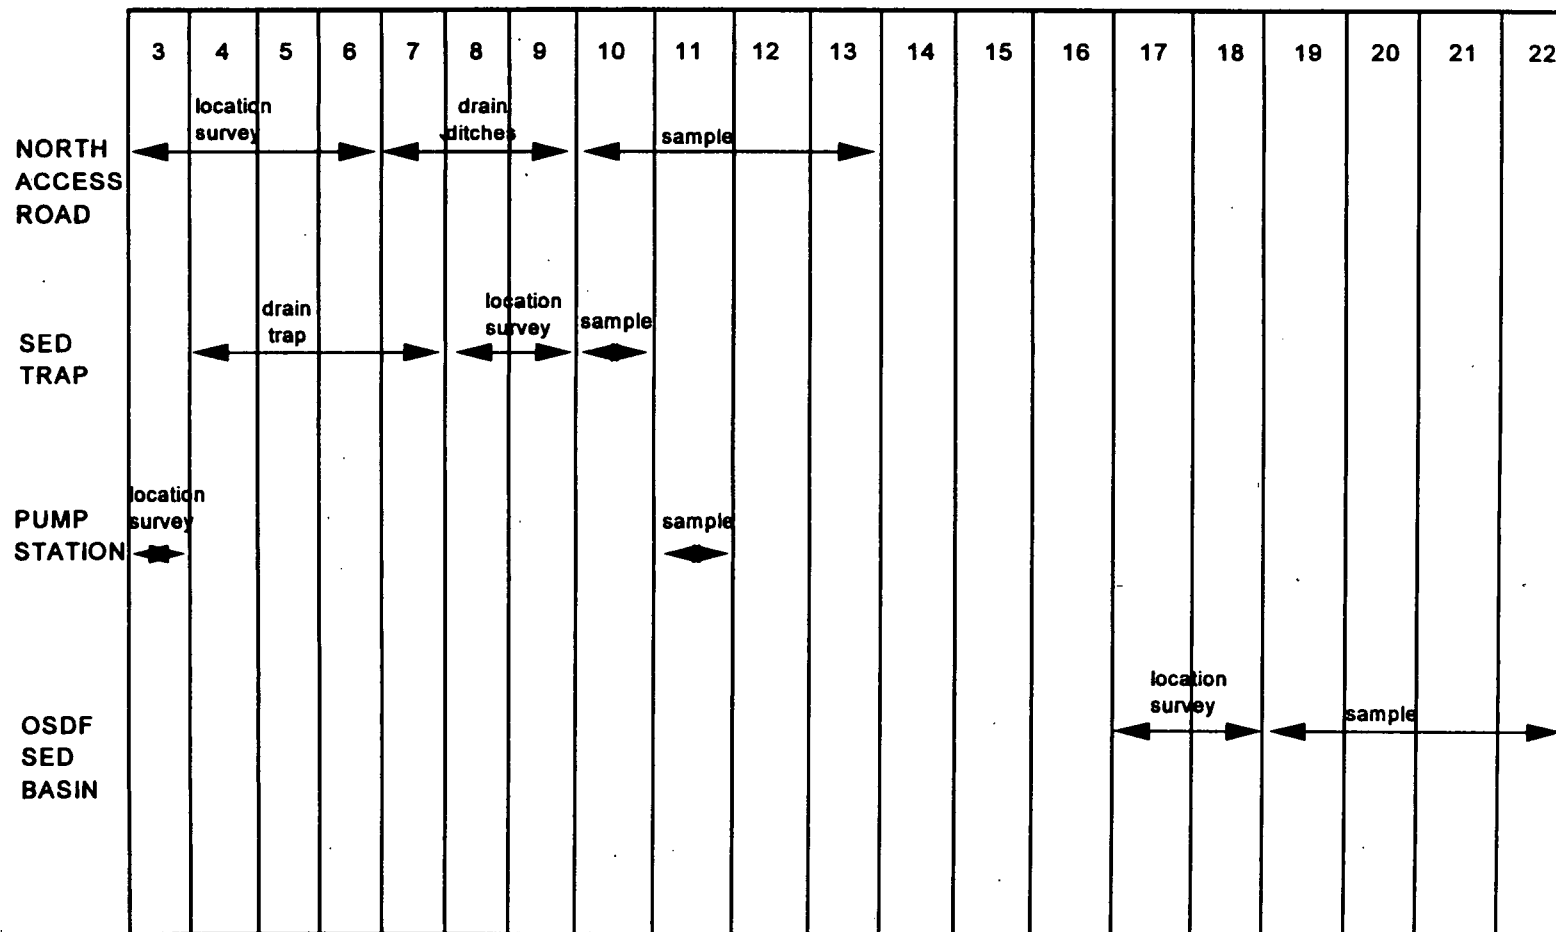 3 4 5 6 7 8 9 10 11 12 13 14 15 16 17 18 19 20 21 22
location
survey
drain
ditches
sample
NORTH
ACCESS
ROAD
drain
trap
location
survey
sample
SED
TRAP
location
survey
sample
PUMP
STATION
location
survey
sample
OSDF
SED
BASIN